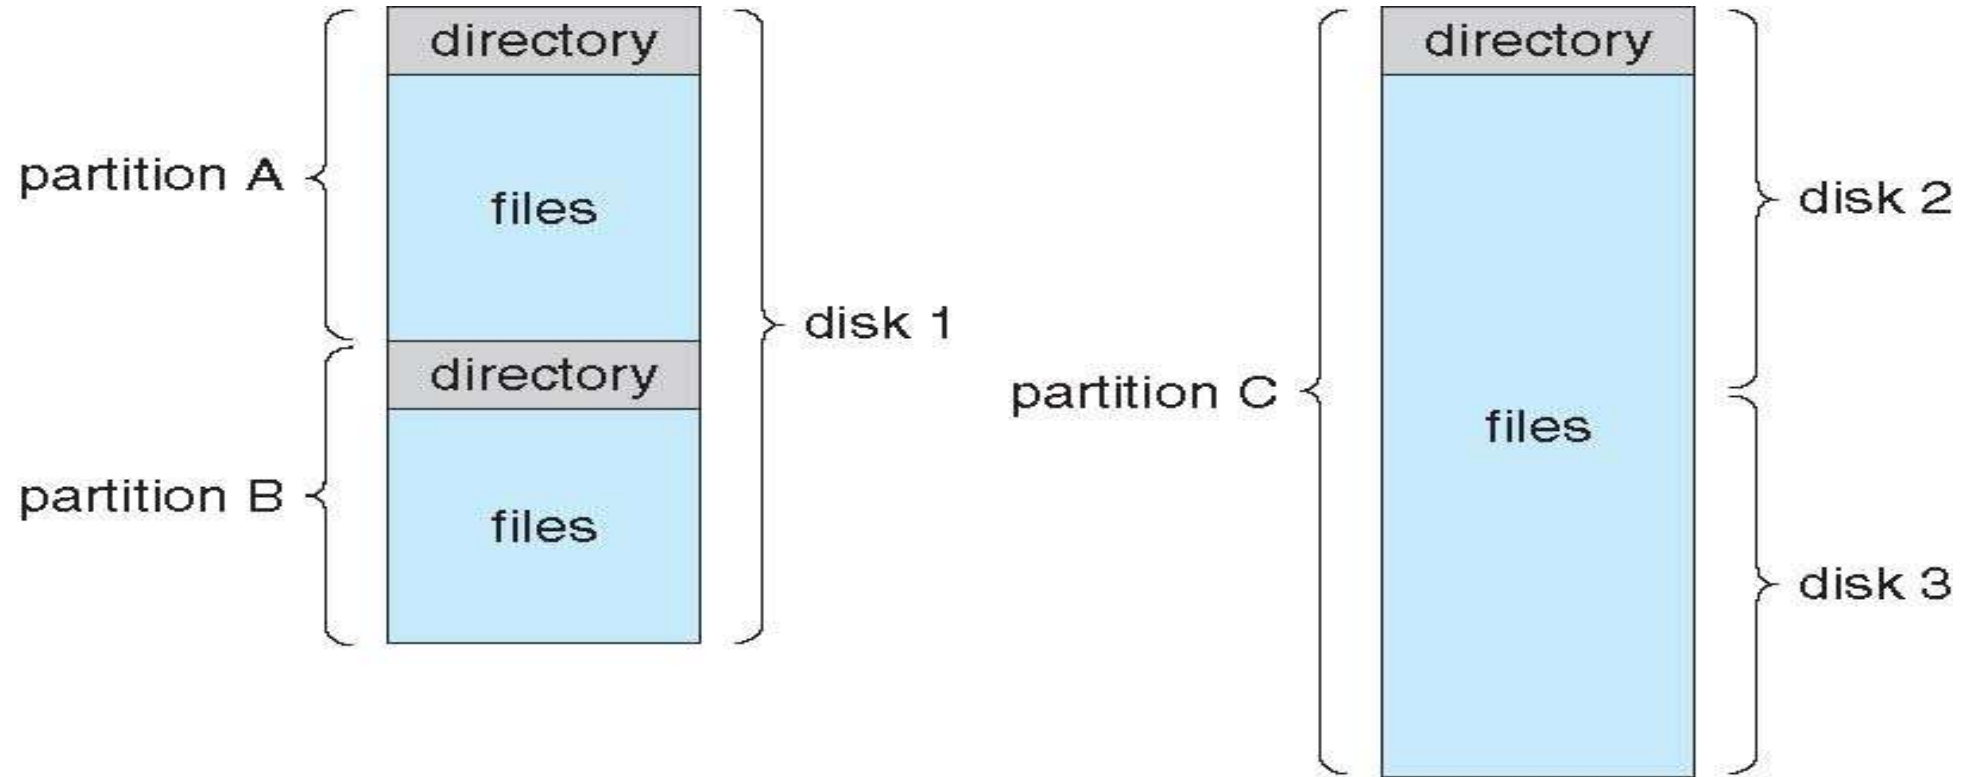 directory
partition A
files
disk 1
directory
partition B
files
directory
disk 2
partition C
files
disk 3